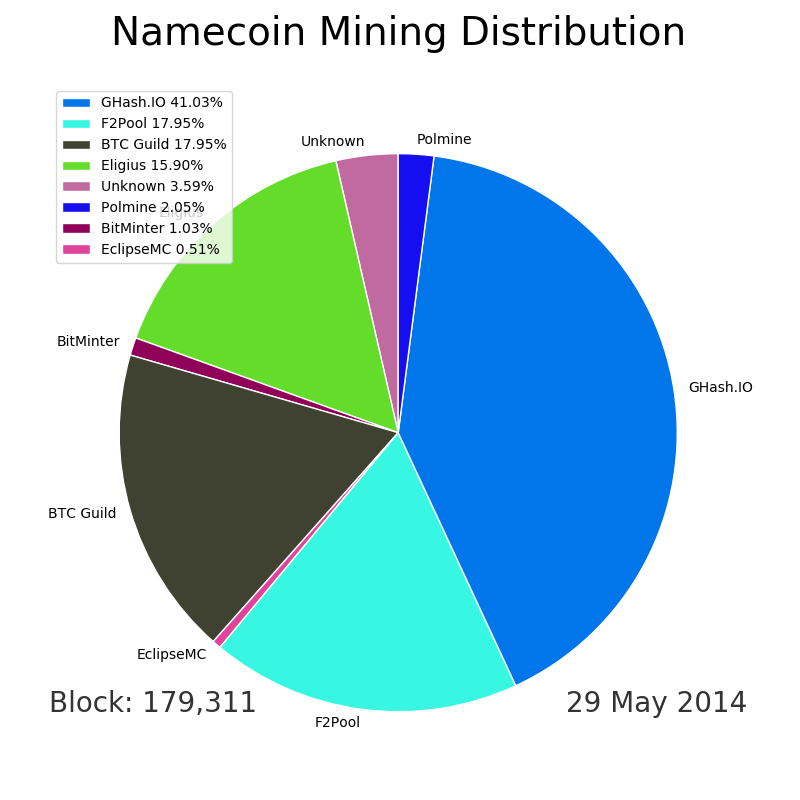 Namecoin Mining Distribution
GHash.IO 41.03%
F2Pool 17.95%
BTC Guild 17.95%
Eligius 15.90%
Unknown 3.59%
Polmine 2.05%
BitMinter 1.03%
EclipseMC 0.51%
Unknown
Polmine
Eligius
BitMinter
GHash.IO
BTC Guild
EclipseMC
F2Pool
Block: 179,311
29 May 2014